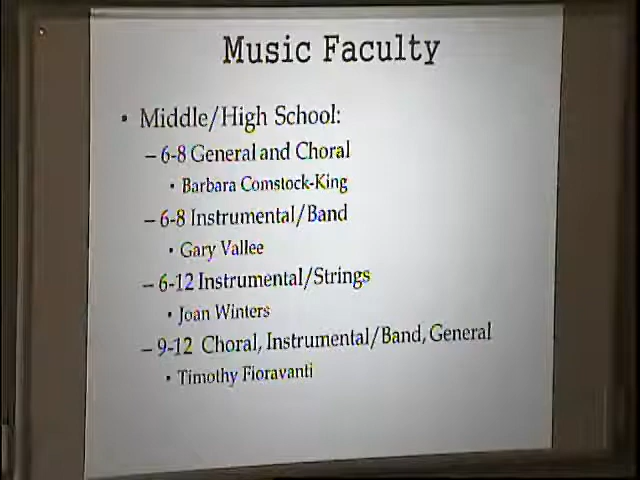 Music Faculty
• Middle/High School:
– 6-8 General and Choral
• Barbara Comstock-King
– 6-8 Instrumental/Band
• Gary Vallee
– 6-12 Instrumental/Strings
• Joan Winters
– 9-12 Choral, Instrumental/Band, General
• Timothy Fioravanti